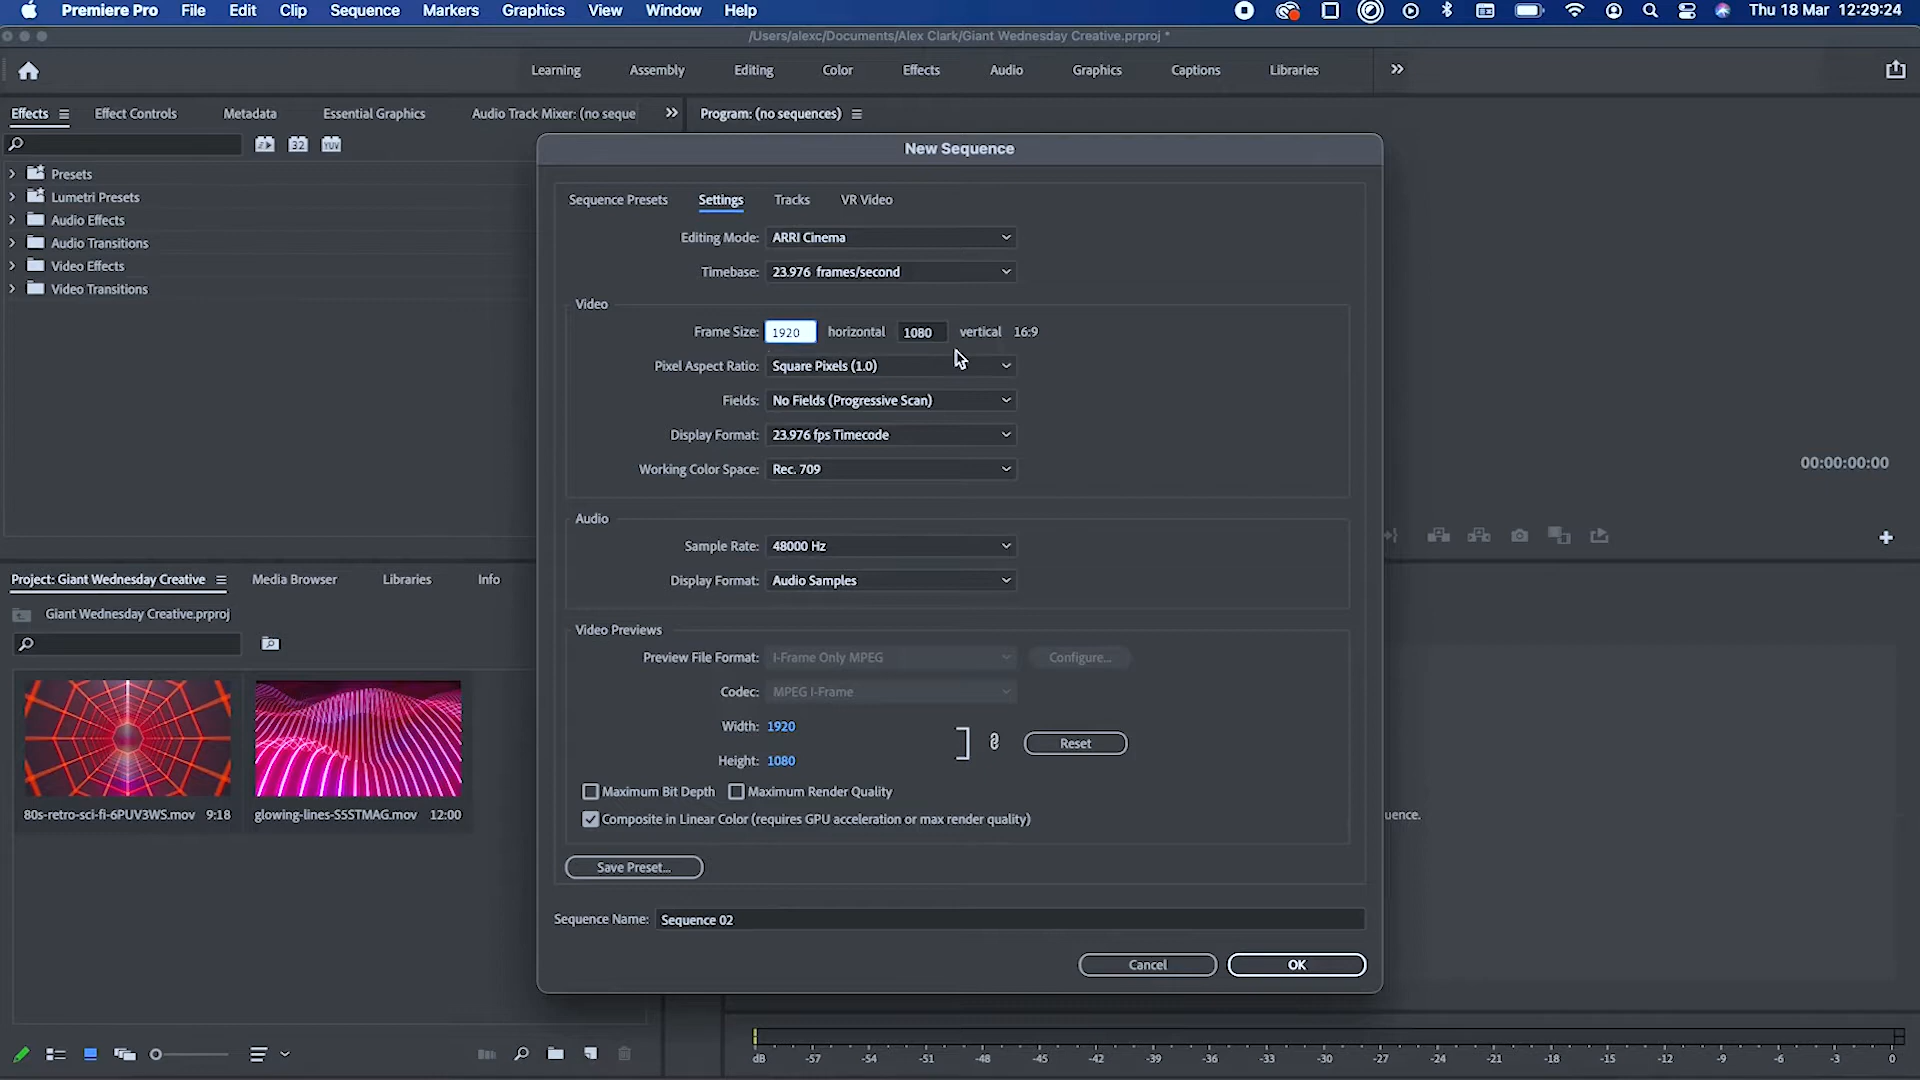 Premiere Pro File Edit Clip Sequence Markers Graphics View Window Help Thu 18 Mar 12:29:24
/Users/alexc/Documents/Alex Clark/Giant Wednesday Creative.prproj *
Learning Assembly Editing Color Effects Audio Graphics Captions Libraries
Effects Effect Controls Metadata Essential Graphics Audio Track Mixer: (no seque
Program: (no sequences)
32 YUV
Presets
Lumetri Presets
Audio Effects
Audio Transitions
Video Effects
Video Transitions
New Sequence
Sequence Presets Settings Tracks VR Video
Editing Mode: ARRI Cinema
Timebase: 23.976 frames/second
Video
Frame Size: 1920 horizontal 1080 vertical 16:9
Pixel Aspect Ratio: Square Pixels (1.0)
Fields: No Fields (Progressive Scan)
Display Format: 23.976 fps Timecode
Working Color Space: Rec. 709
Audio
Sample Rate: 48000 Hz
Display Format: Audio Samples
Video Previews
Preview File Format: I-Frame Only MPEG Configure...
Codec: MPEG I-Frame
Width: 1920
Height: 1080
Reset
Maximum Bit Depth Maximum Render Quality
Composite in Linear Color (requires GPU acceleration or max render quality)
Save Preset...
Sequence Name: Sequence 02
Cancel OK
00:00:00:00
Project: Giant Wednesday Creative Media Browser Libraries Info
Giant Wednesday Creative.prproj
80s-retro-sci-fi-6PUV3WS.mov 9:18
glowing-lines-S5STMAG.mov 12:00
uence.
dB -57 -54 -51 -48 -45 -42 -39 -36 -33 -30 -27 -24 -21 -18 -15 -12 -9 -6 -3 0